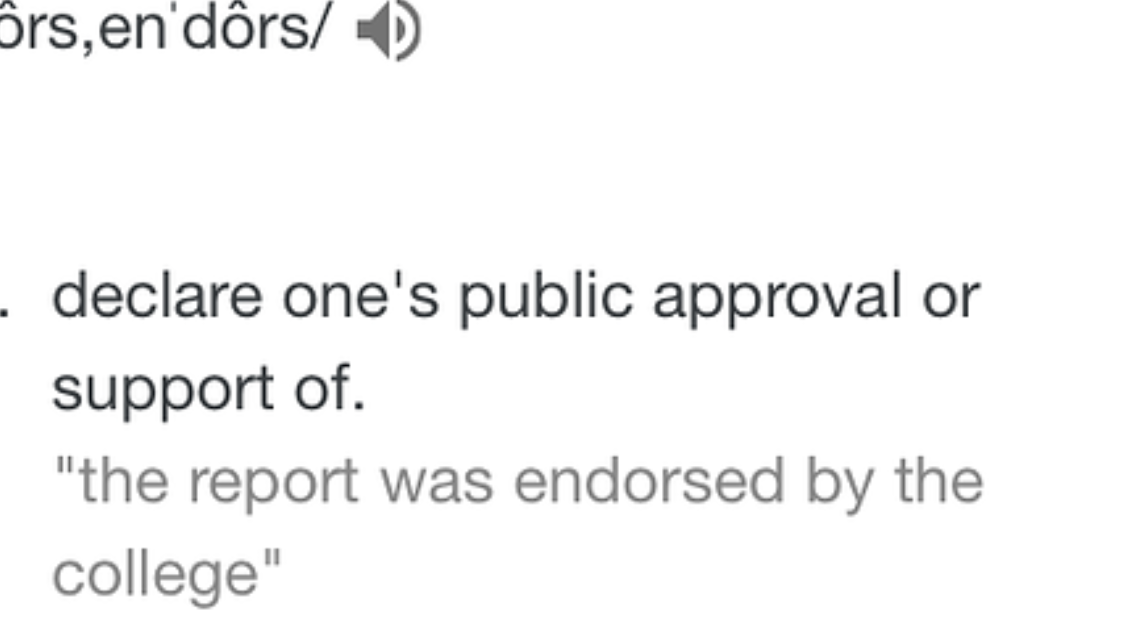 ôrs,enˈdôrs/
. declare one's public approval or
support of.
"the report was endorsed by the
college"